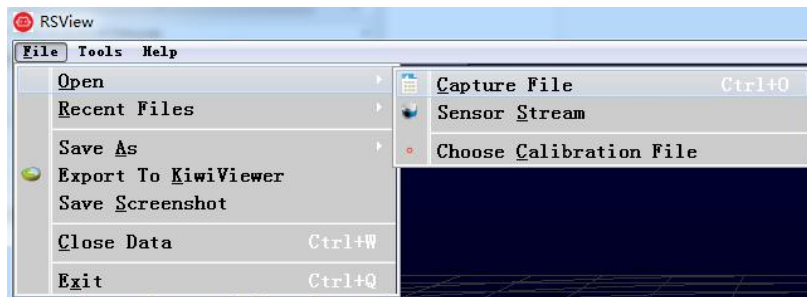 RSView
File Tools Help
Open
Recent Files
Save As
Export To KiwiViewer
Save Screenshot
Close Data Ctrl+W
Exit Ctrl+Q
Capture File Ctrl+O
Sensor Stream
Choose Calibration File